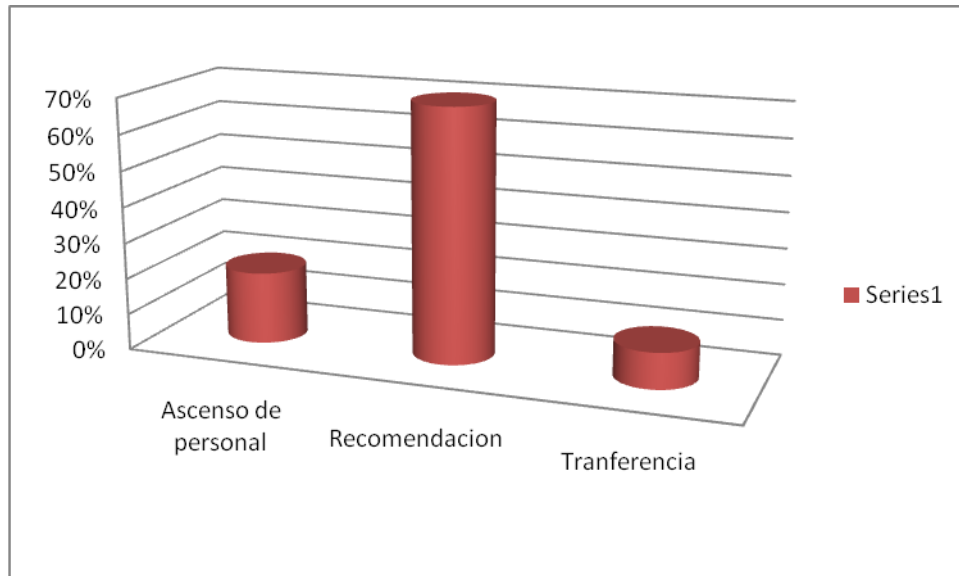 70%
60%
50%
40%
30%
20%
10%
0%
Ascenso de
personal
Recomendacion
Tranferencia
Series1